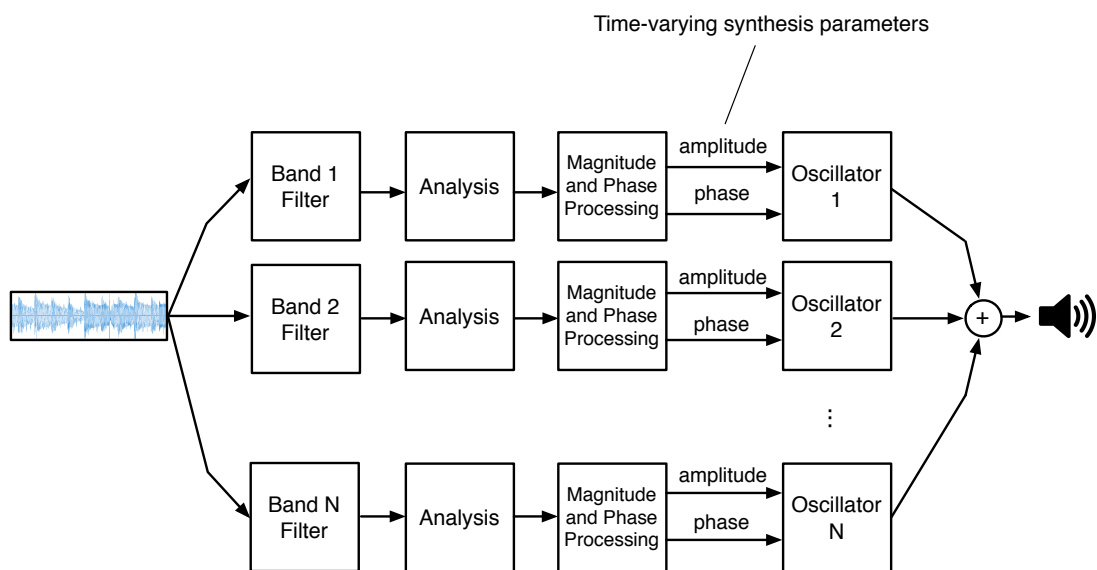 Time-varying synthesis parameters
Band 1
Filter
Analysis
Magnitude
and Phase
Processing
amplitude
phase
Oscillator
1
Band 2
Filter
Analysis
Magnitude
and Phase
Processing
amplitude
phase
Oscillator
2
+
⋮
Band N
Filter
Analysis
Magnitude
and Phase
Processing
amplitude
phase
Oscillator
N